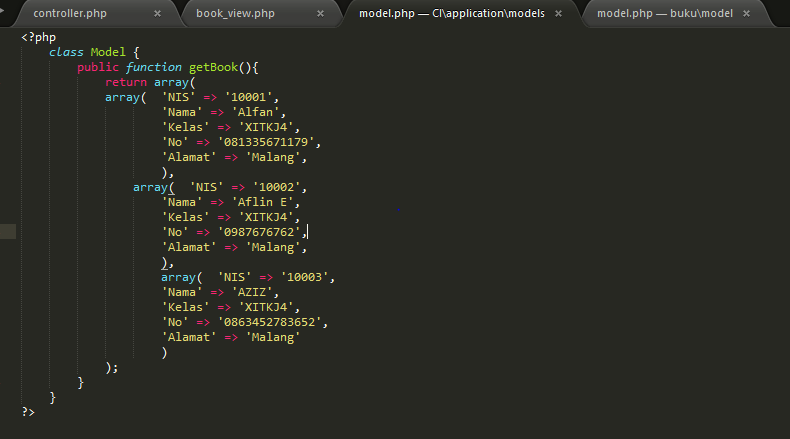 controller.php × book_view.php × model.php — CI\application\models × model.php — buku\model ×
<?php
    class Model {
        public function getBook(){
            return array(
            array(  'NIS' => '10001',
                    'Nama' => 'Alfan',
                    'Kelas' => 'XITKJ4',
                    'No' => '081335671179',
                    'Alamat' => 'Malang',
                    ),
                array(  'NIS' => '10002',
                    'Nama' => 'Aflin E',
                    'Kelas' => 'XITKJ4',
                    'No' => '0987676762',
                    'Alamat' => 'Malang',
                    ),
                    array(  'NIS' => '10003',
                    'Nama' => 'AZIZ',
                    'Kelas' => 'XITKJ4',
                    'No' => '0863452783652',
                    'Alamat' => 'Malang'
                    )
            );
        }
    }
?>